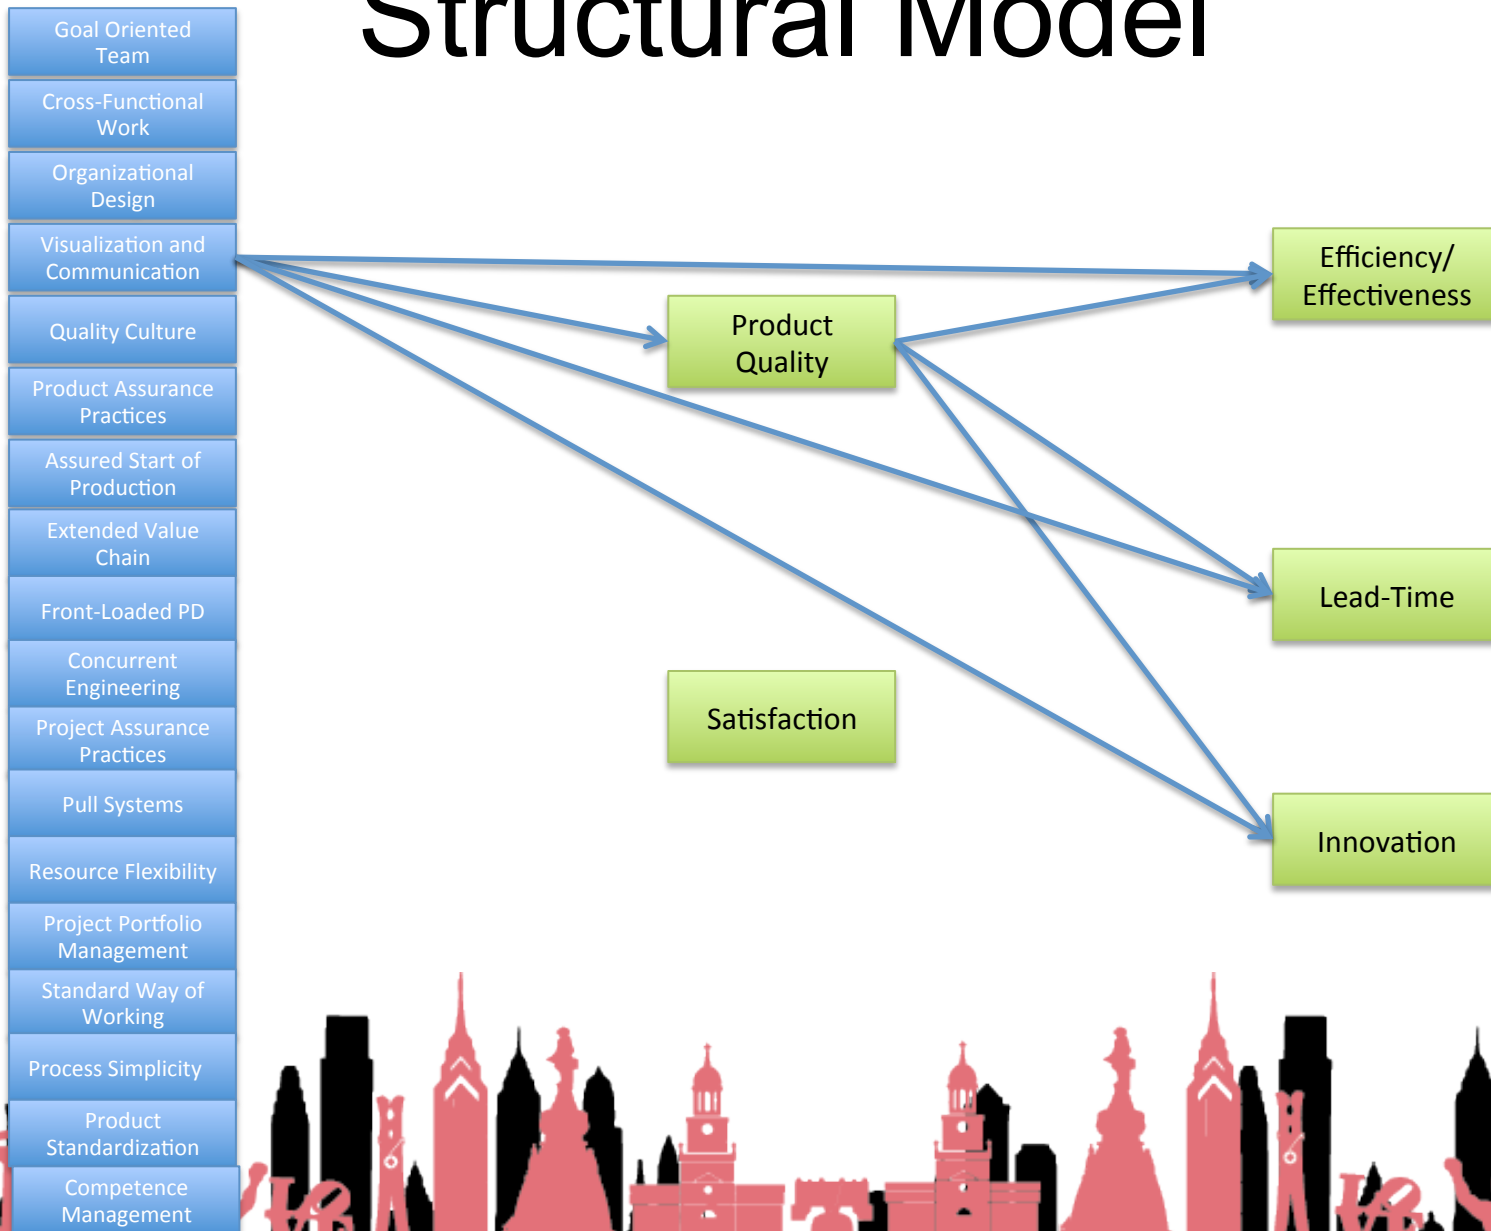 Structural Model
Goal Oriented
Team
Cross-Functional
Work
Organizational
Design
Visualization and
Communication
Quality Culture
Product Assurance
Practices
Assured Start of
Production
Extended Value
Chain
Front-Loaded PD
Concurrent
Engineering
Project Assurance
Practices
Pull Systems
Resource Flexibility
Project Portfolio
Management
Standard Way of
Working
Process Simplicity
Product
Standardization
Competence
Management
Product
Quality
Satisfaction
Efficiency/
Effectiveness
Lead-Time
Innovation